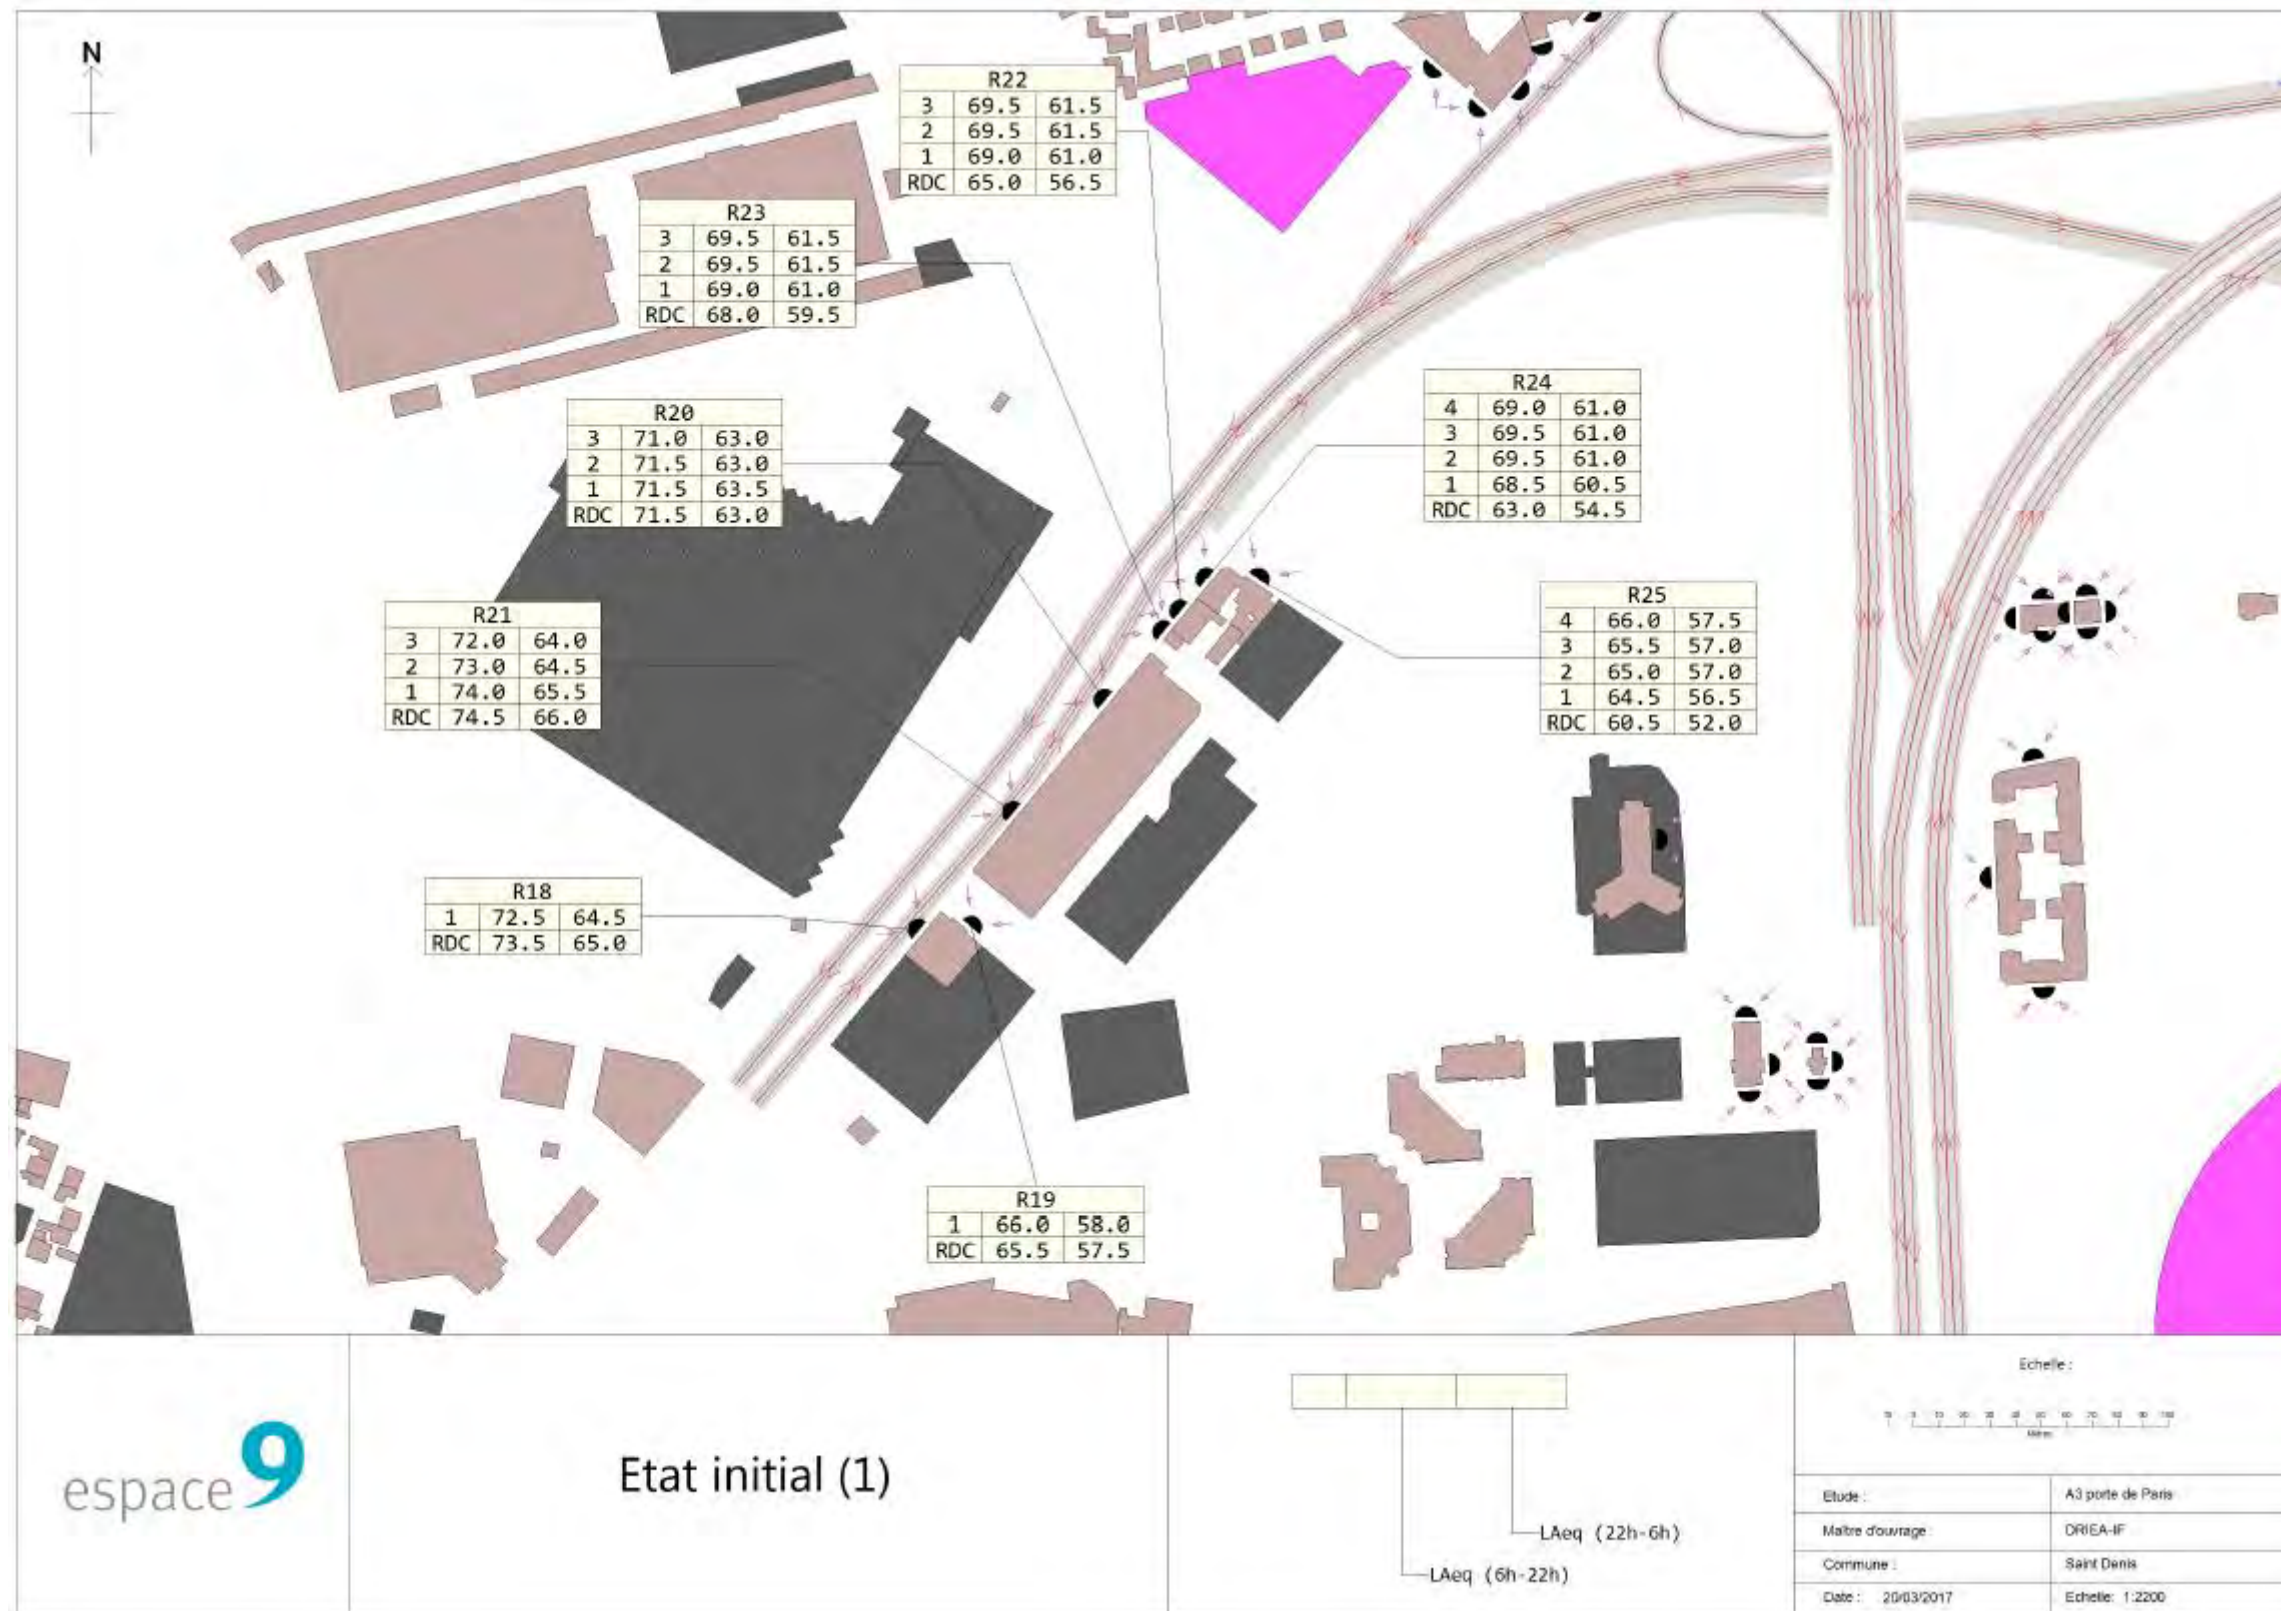 N
R22
3 69.5 61.5
2 69.5 61.5
1 69.0 61.0
RDC 65.0 56.5
R23
3 69.5 61.5
2 69.5 61.5
1 69.0 61.0
RDC 68.0 59.5
R24
4 69.0 61.0
3 69.5 61.0
2 69.5 61.0
1 68.5 60.5
RDC 63.0 54.5
R20
3 71.0 63.0
2 71.5 63.0
1 71.5 63.5
RDC 71.5 63.0
R25
4 66.0 57.5
3 65.5 57.0
2 65.0 57.0
1 64.5 56.5
RDC 60.5 52.0
R21
3 72.0 64.0
2 73.0 64.5
1 74.0 65.5
RDC 74.5 66.0
R18
1 72.5 64.5
RDC 73.5 65.0
R19
1 66.0 58.0
RDC 65.5 57.5
espace 9
Etat initial (1)
LAeq (22h-6h)
LAeq (6h-22h)
Echelle :
Etude : A3 porte de Paris
Maître d'ouvrage DRIEA-IF
Commune : Saint Denis
Date : 20/03/2017 Echelle: 1:2200